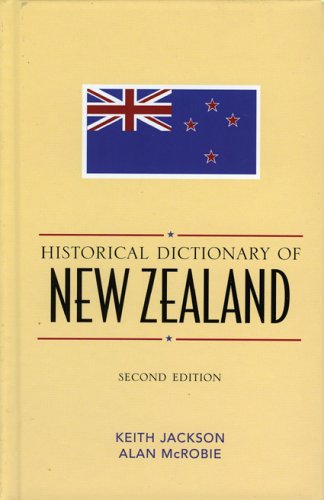 HISTORICAL DICTIONARY OF
NEW ZEALAND
SECOND EDITION
KEITH JACKSON
ALAN McROBIE